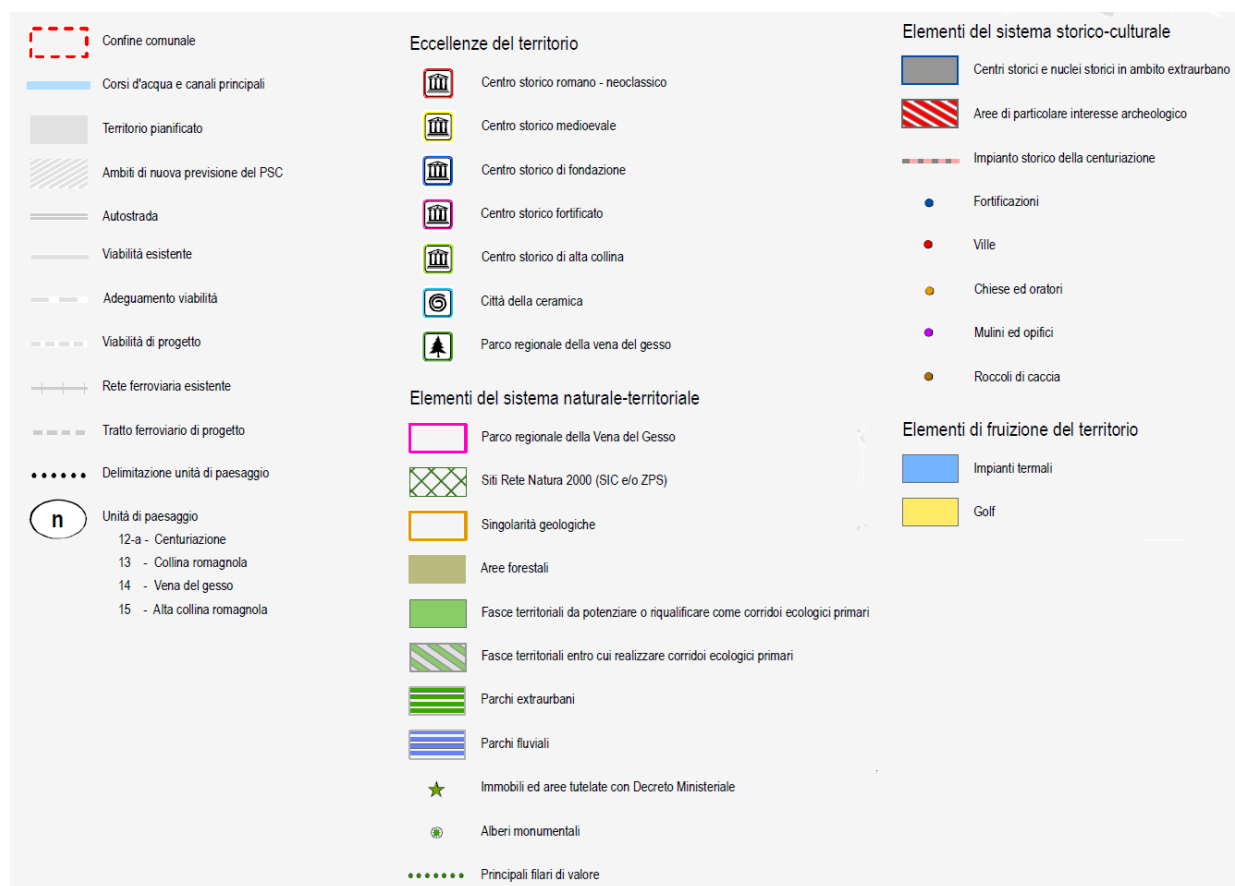 Confine comunale
Corsi d'acqua e canali principali
Territorio pianificato
Ambiti di nuova previsione del PSC
Autostrada
Viabilità esistente
Adeguamento viabilità
Viabilità di progetto
Rete ferroviaria esistente
Tratto ferroviario di progetto
Delimitazione unità di paesaggio
n
Unità di paesaggio
12-a - Centuriazione
13 - Collina romagnola
14 - Vena del gesso
15 - Alta collina romagnola
Eccellenze del territorio
Centro storico romano - neoclassico
Centro storico medioevale
Centro storico di fondazione
Centro storico fortificato
Centro storico di alta collina
Città della ceramica
Parco regionale della vena del gesso
Elementi del sistema naturale-territoriale
Parco regionale della Vena del Gesso
Siti Rete Natura 2000 (SIC e/o ZPS)
Singolarità geologiche
Aree forestali
Fasce territoriali da potenziare o riqualificare come corridoi ecologici primari
Fasce territoriali entro cui realizzare corridoi ecologici primari
Parchi extraurbani
Parchi fluviali
Immobili ed aree tutelate con Decreto Ministeriale
Alberi monumentali
Principali filari di valore
Elementi del sistema storico-culturale
Centri storici e nuclei storici in ambito extraurbano
Aree di particolare interesse archeologico
Impianto storico della centuriazione
Fortificazioni
Ville
Chiese ed oratori
Mulini ed opifici
Roccoli di caccia
Elementi di fruizione del territorio
Impianti termali
Golf